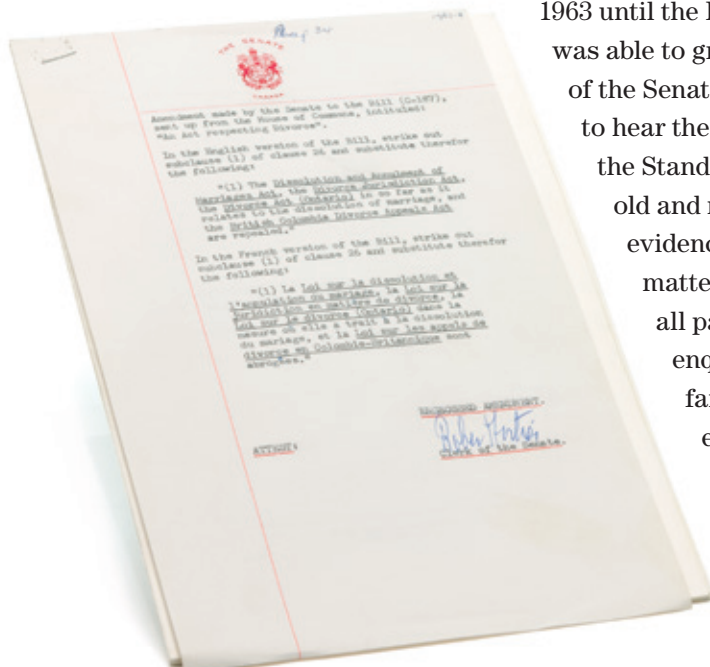 THE SENATE
CANADA
Amendment made by the Senate to the Bill (C-187),
sent up from the House of Commons, intituled:
"An Act respecting Divorce".
In the English version of the Bill, strike out
subclause (1) of clause 26 and substitute therefor
the following:
"(1) The Dissolution and Annulment of
Marriages Act, the Divorce Jurisdiction Act,
the Divorce Act (Ontario) in so far as it
relates to the dissolution of marriage, and
the British Columbia Divorce Appeals Act
are repealed."
In the French version of the Bill, strike out
subclause (1) of clause 26 and substitute therefor
the following:
"(1) La Loi sur la dissolution et
l'annulation du mariage, la Loi sur la
juridiction en matière de divorce, la
Loi sur le divorce (Ontario) dans la
mesure où elle a trait à la dissolution
du mariage, et la Loi sur les appels de
divorce en Colombie-Britannique sont
abrogées."
ATTEST:
Clerk of the Senate.
1963 until the
was able to
of the Senat
to hear the
the Stand
old and
evidenc
matte
all pa
enq